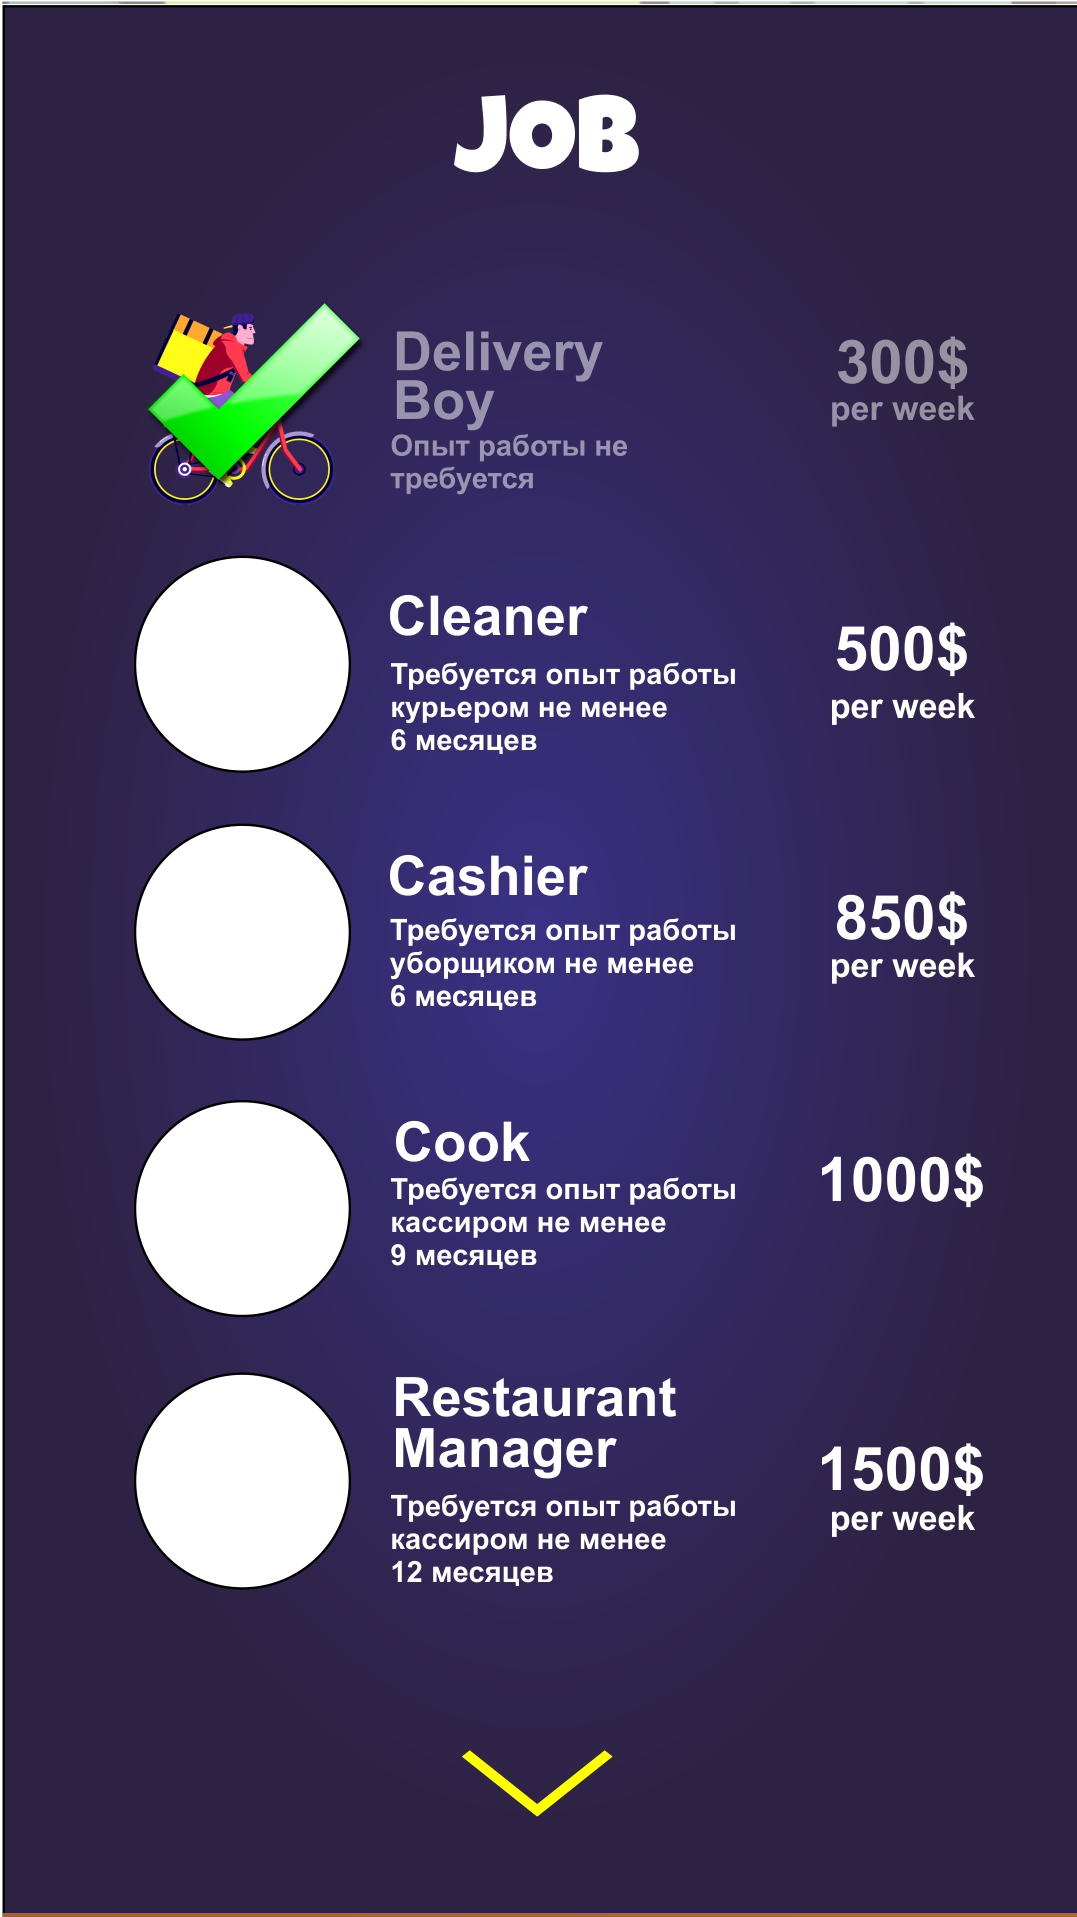 JOB
Delivery
Boy
Опыт работы не
требуется
300$
per week
Cleaner
Требуется опыт работы
курьером не менее
6 месяцев
500$
per week
Cashier
Требуется опыт работы
уборщиком не менее
6 месяцев
850$
per week
Cook
Требуется опыт работы
кассиром не менее
9 месяцев
1000$
Restaurant
Manager
Требуется опыт работы
кассиром не менее
12 месяцев
1500$
per week